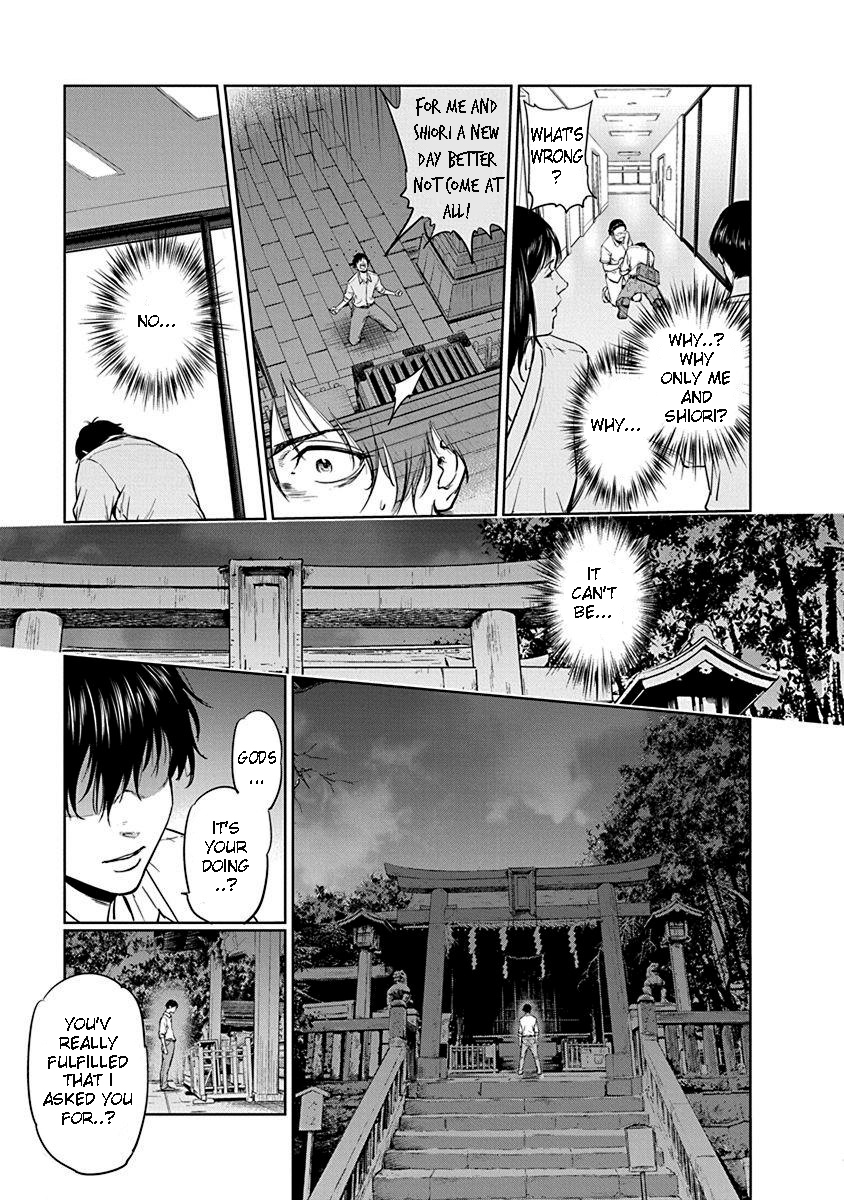 WHAT'S
WRONG
?
WHY..?
WHY
ONLY ME
AND
SHIORI?
WHY...
FOR ME AND
SHIORI A NEW
DAY BETTER
NOT COME AT
ALL!
NO...
IT
CAN'T
BE...
GODS
...
IT'S
YOUR
DOING
..?
YOU'V
REALLY
FULFILLED
THAT I
ASKED YOU
FOR..?